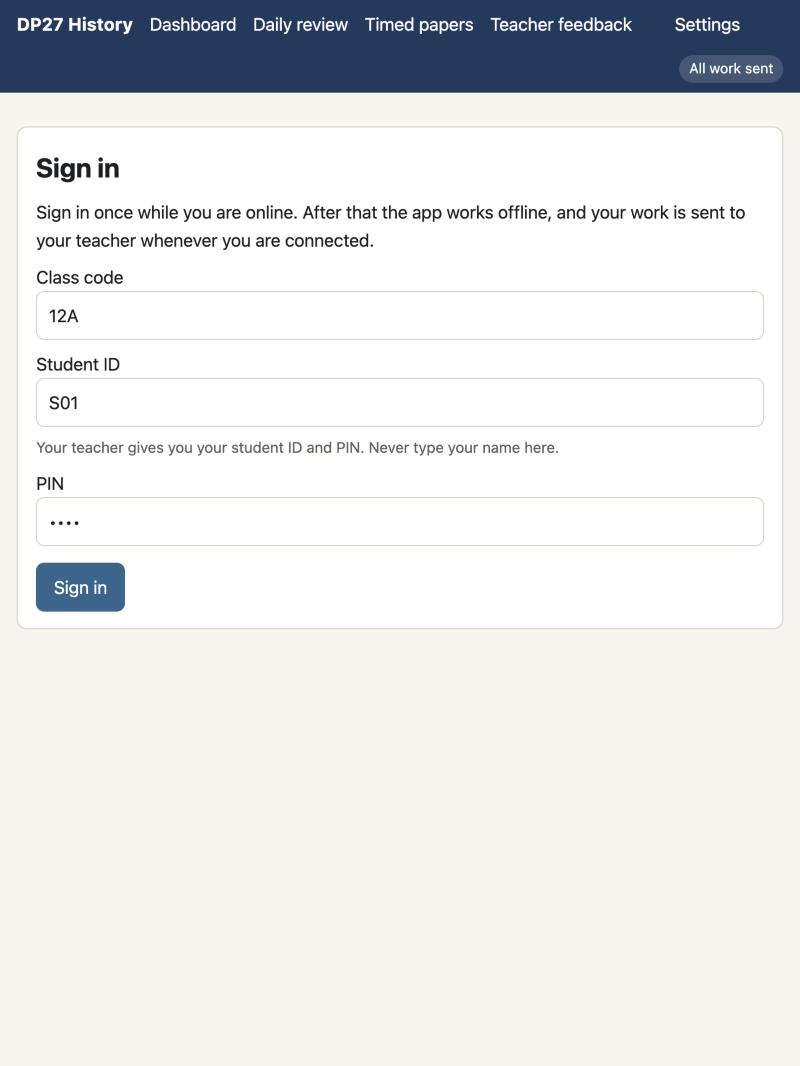 DP27 History Dashboard Daily review Timed papers Teacher feedback Settings
All work sent
Sign in
Sign in once while you are online. After that the app works offline, and your work is sent to
your teacher whenever you are connected.
Class code
12A
Student ID
S01
Your teacher gives you your student ID and PIN. Never type your name here.
PIN
••••
Sign in